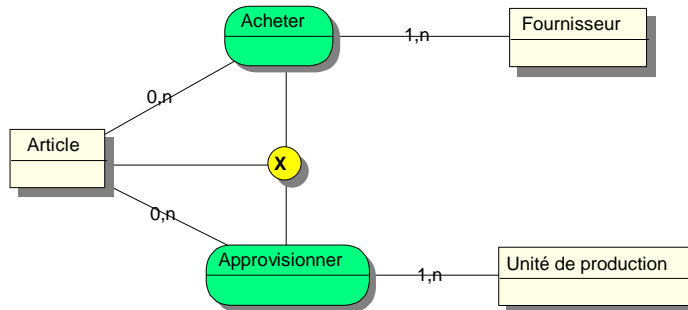 Acheter
Fournisseur
1,n
0,n
Article
X
0,n
Approvisionner
Unité de production
1,n